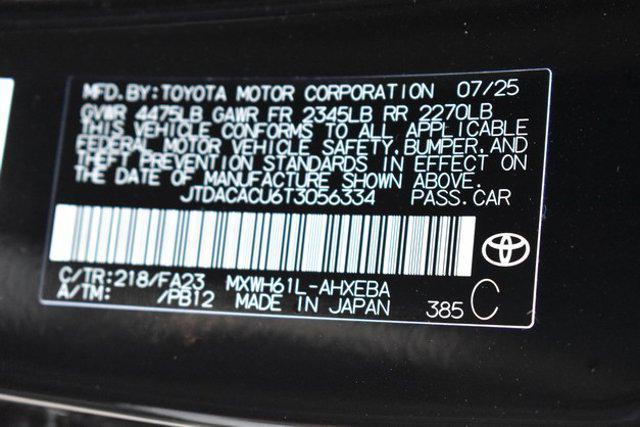 MFD.BY:TOYOTA MOTOR CORPORATION 07/25
GVWR 4475LB GAWR FR 2345LB RR 2270LB
THIS VEHICLE CONFORMS TO ALL APPLICABLE
FEDERAL MOTOR VEHICLE SAFETY,BUMPER,AND
THEFT PREVENTION STANDARDS IN EFFECT ON
THE DATE OF MANUFACTURE SHOWN ABOVE.
JTDACACU6T3056334 PASS.CAR
C/TR:218/FA23 MXWH61L-AHXEBA
A/TM: /PB12 MADE IN JAPAN 385 C